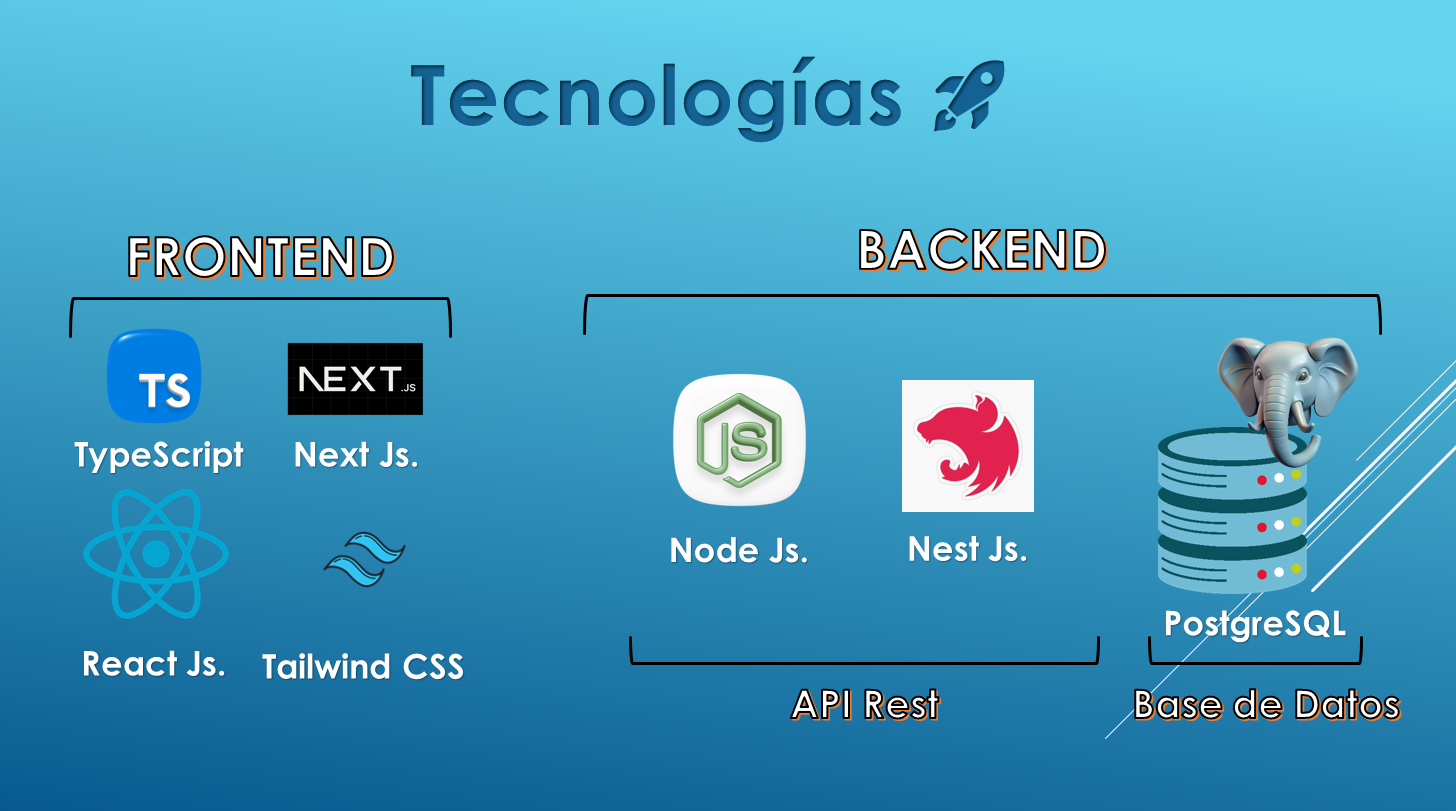 Tecnologías 🚀
FRONTEND
TS
NEXT.JS
TypeScript
Next Js.
React Js.
Tailwind CSS
BACKEND
JS
Node Js.
Nest Js.
PostgreSQL
API Rest
Base de Datos